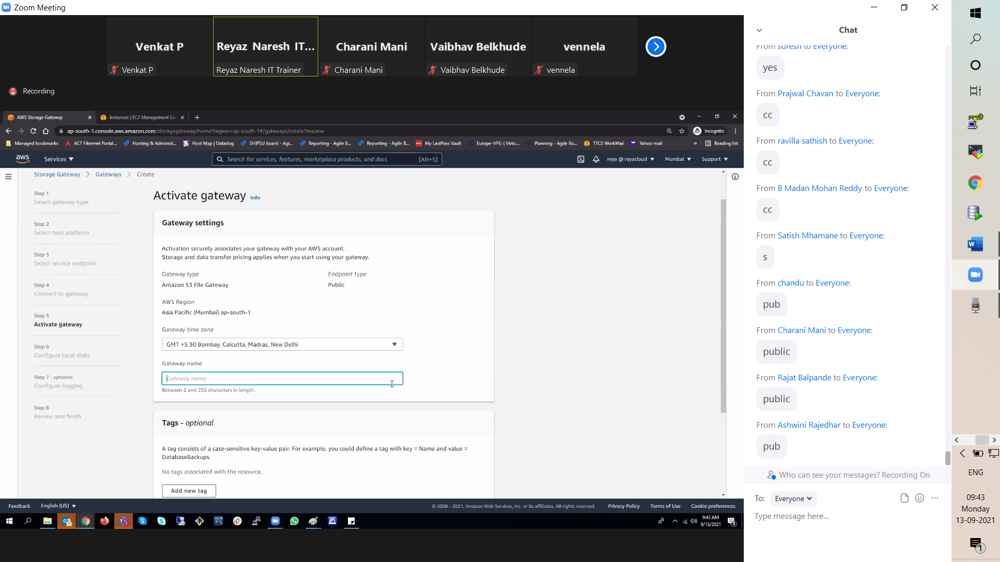 Zoom Meeting
Venkat P
Reyaz Naresh IT...
Charani Mani
Vaibhav Belkhude
vennela
Venkat P
Reyaz Naresh IT Trainer
Charani Mani
Vaibhav Belkhude
vennela
Recording
AWS Storage Gateway
Instances | EC2 Management Co
ap-south-1.console.aws.amazon.com/storagegateway/home?region=ap-south-1#/gateways/create?resume
Incognito
Managed bookmarks
ACT Fibernet Portal...
Hosting & Administ...
Host Map | Datadog
SHIPSU board - Agi...
Reporting - Agile B...
Reporting - Agile B...
My LastPass Vault
Europe-VPG ( Virtu...
Planning - Agile Bo...
TTCS WorkMail
Yahoo mail
»
Reading list
aws
Services
Search for services, features, marketplace products, and docs
[Alt+S]
reya @ reyacloud
Mumbai
Support
Storage Gateway
Gateways
Create
Step 1
Select gateway type
Step 2
Select host platform
Step 3
Select service endpoint
Step 4
Connect to gateway
Step 5
Activate gateway
Step 6
Configure local disks
Step 7 - optional
Configure logging
Step 8
Review and finish
Activate gateway Info
Gateway settings
Activation securely associates your gateway with your AWS account.
Storage and data transfer pricing applies when you start using your gateway.
Gateway type
Endpoint type
Amazon S3 File Gateway
Public
AWS Region
Asia Pacific (Mumbai) ap-south-1
Gateway time zone
GMT +5:30 Bombay, Calcutta, Madras, New Delhi
Gateway name
Gateway name
Between 2 and 255 characters in length.
Tags - optional
A tag consists of a case-sensitive key-value pair. For example, you could define a tag with key = Name and value =
DatabaseBackups.
No tags associated with the resource.
Add new tag
Feedback
English (US)
© 2008 - 2021, Amazon Web Services, Inc. or its affiliates. All rights reserved.
Privacy Policy
Terms of Use
Cookie preferences
9:43 AM
9/13/2021
3
Chat
From suresh to Everyone:
yes
From Prajwal Chavan to Everyone:
cc
From ravilla sathish to Everyone:
cc
From B Madan Mohan Reddy to Everyone:
cc
From Satish Mhamane to Everyone:
s
From chandu to Everyone:
pub
From Charani Mani to Everyone:
public
From Rajat Balpande to Everyone:
public
From Ashwini Rajedhar to Everyone:
pub
Who can see your messages? Recording On
To: Everyone
Type message here...
ENG
09:43
Monday
13-09-2021
1